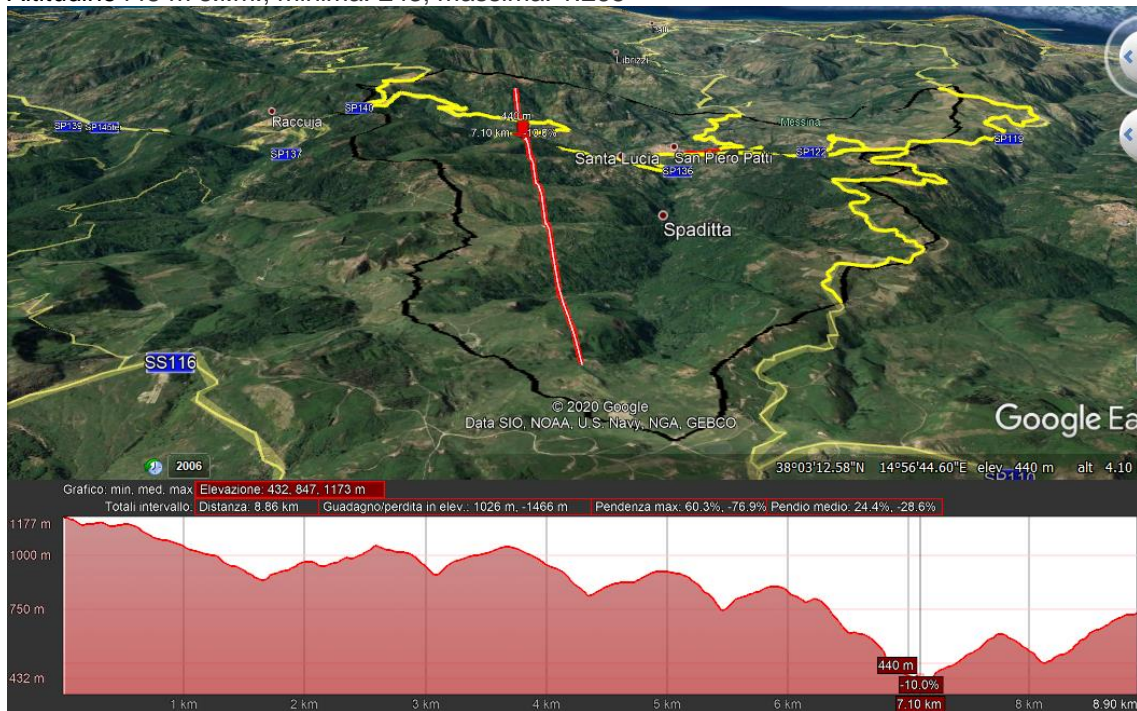 Librizzi
SP140
Raccuja
SP139 SP145te
440 m
7.10 km
Messina
SP119
SP137
Santa Lucia
San Piero Patti
SP122
SP136
Spaditta
SS116
© 2020 Google
Data SIO, NOAA, U.S. Navy, NGA, GEBCO
Google Ea
2006
38°03'12.58"N 14°56'44.60"E elev 440 m alt 4.10
SP110
Grafico: min, med, max Elevazione: 432, 847, 1173 m
Totali intervallo: Distanza: 8.86 km Guadagno/perdita in elev.: 1026 m, -1466 m Pendenza max: 60.3%, -76.9% Pendio medio: 24.4%, -28.6%
1177 m
1000 m
750 m
432 m
440 m
-10.0%
1 km 2 km 3 km 4 km 5 km 6 km 7.10 km 8 km 8.90 km